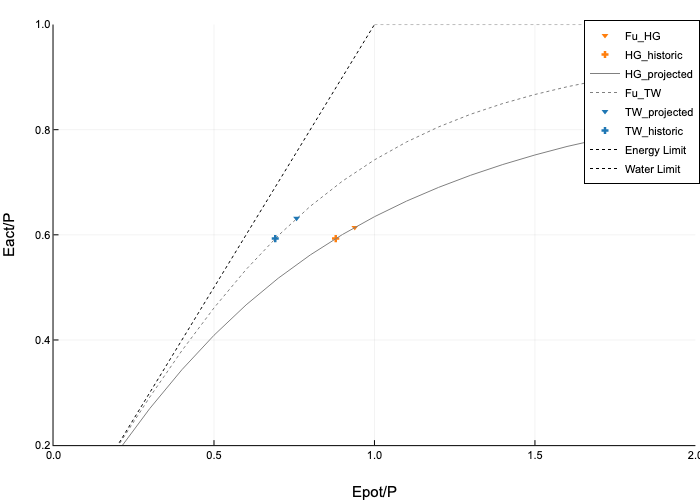 1.0
0.8
0.6
0.4
0.2
0.0
0.5
1.0
1.5
2.0
Eact/P
Epot/P
Fu_HG
HG_historic
HG_projected
Fu_TW
TW_projected
TW_historic
Energy Limit
Water Limit